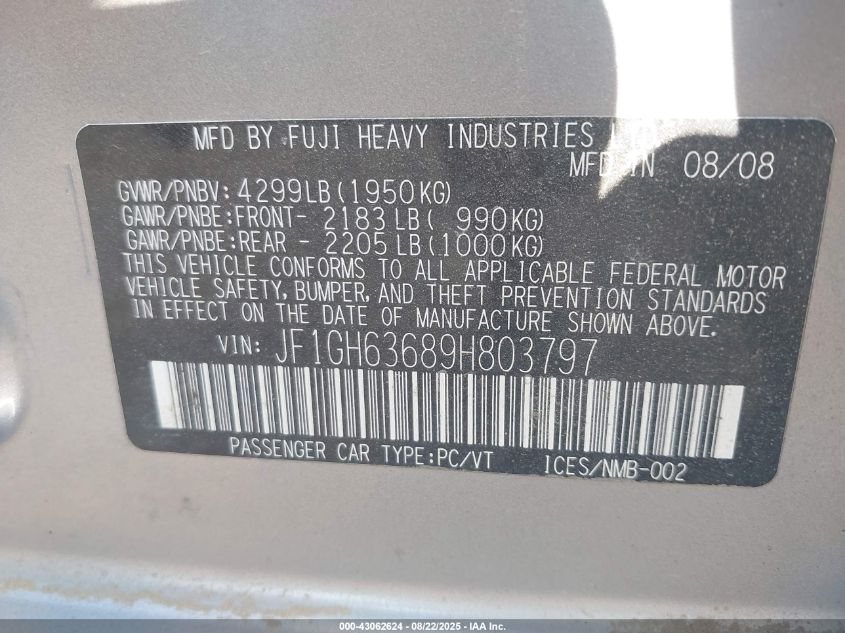 MFD BY FUJI HEAVY INDUSTRIES
MFD IN 08/08
GVWR/PNBV: 4299LB (1950KG)
GAWR/PNBE:FRONT- 2183 LB ( 990KG)
GAWR/PNBE:REAR - 2205 LB (1000KG)
THIS VEHICLE CONFORMS TO ALL APPLICABLE FEDERAL MOTOR
VEHICLE SAFETY, BUMPER, AND THEFT PREVENTION STANDARDS
IN EFFECT ON THE DATE OF MANUFACTURE SHOWN ABOVE.
VIN: JF1GH63689H803797
PASSENGER CAR TYPE:PC/VT ICES/NMB-002
000-43062624 - 08/22/2025 - IAA Inc.